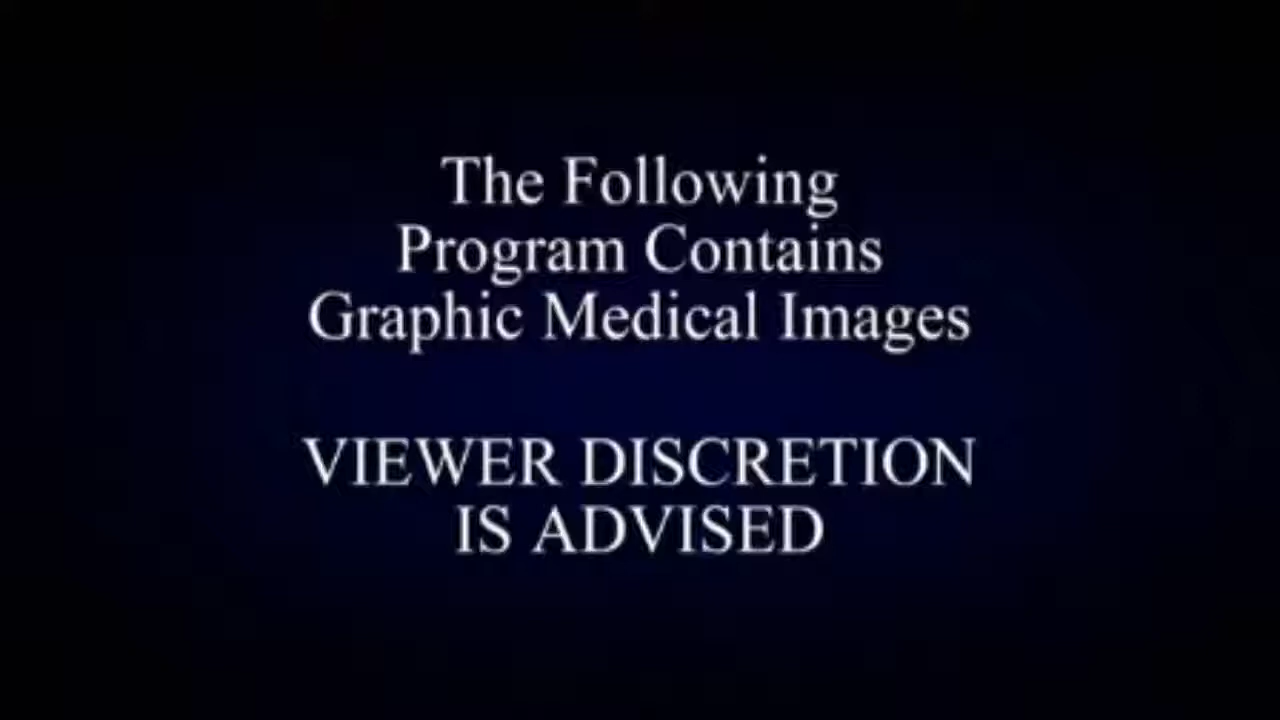 The Following
Program Contains
Graphic Medical Images
VIEWER DISCRETION
IS ADVISED